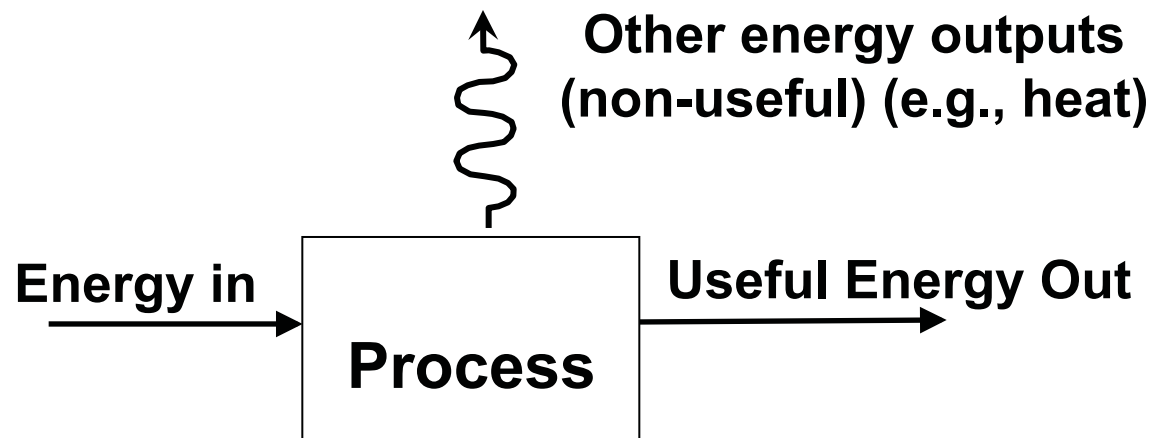 Other energy outputs
(non-useful) (e.g., heat)
Energy in
Useful Energy Out
Process